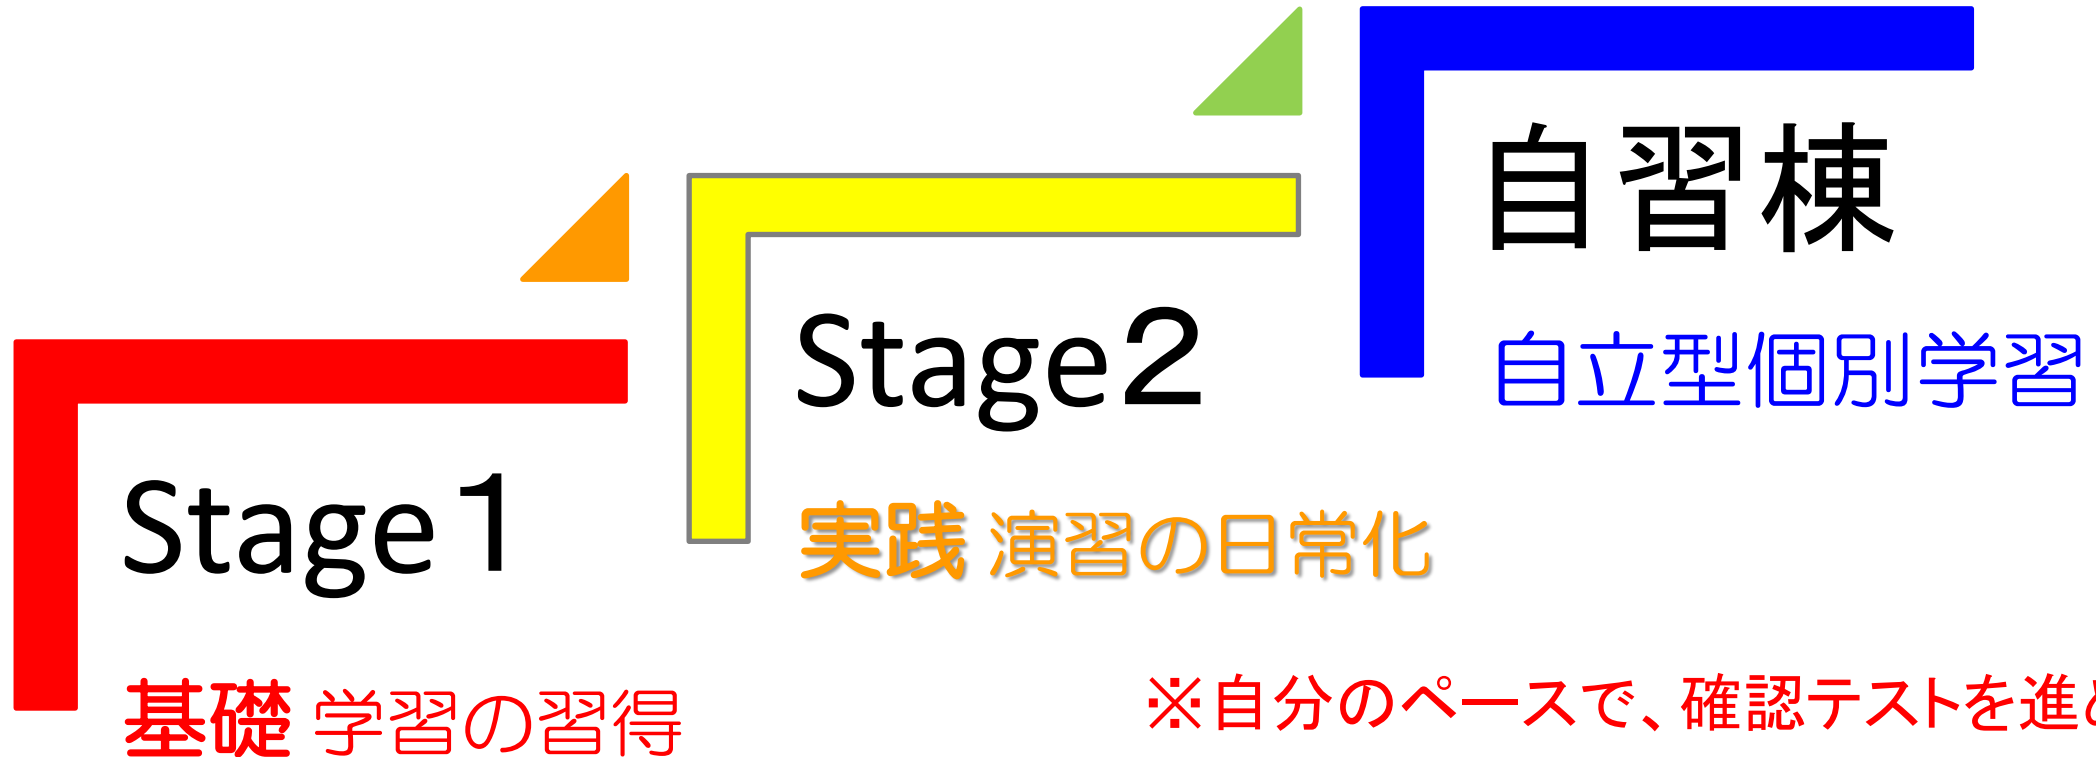 Stage1
基礎 学習の習得
Stage2
実践 演習の日常化
自習棟
自立型個別学習
※自分のペースで、確認テストを進め